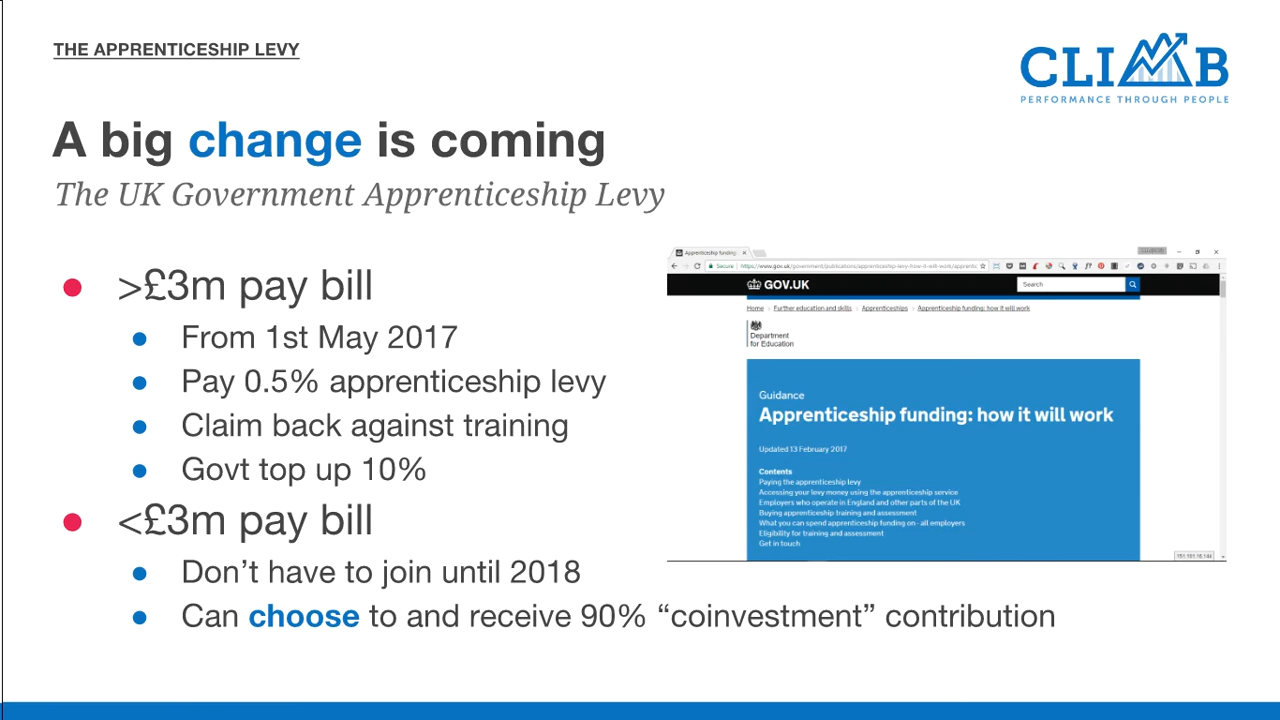 THE APPRENTICESHIP LEVY
CLIMB
PERFORMANCE THROUGH PEOPLE
A big change is coming
The UK Government Apprenticeship Levy
>£3m pay bill
From 1st May 2017
Pay 0.5% apprenticeship levy
Claim back against training
Govt top up 10%
<£3m pay bill
Don’t have to join until 2018
Can choose to and receive 90% “coinvestment” contribution
Apprenticeship funding:
Secure
GOV.UK
Search
Home > Further education and skills > Apprenticeships > Apprenticeship funding: how it will work
Department
for Education
Guidance
Apprenticeship funding: how it will work
Updated 13 February 2017
Contents
Paying the apprenticeship levy
Accessing your levy money using the apprenticeship service
Employers who operate in England and other parts of the UK
Buying apprenticeship training and assessment
What you can spend apprenticeship funding on- all employers
Eligibility for training and assessment
Get in touch